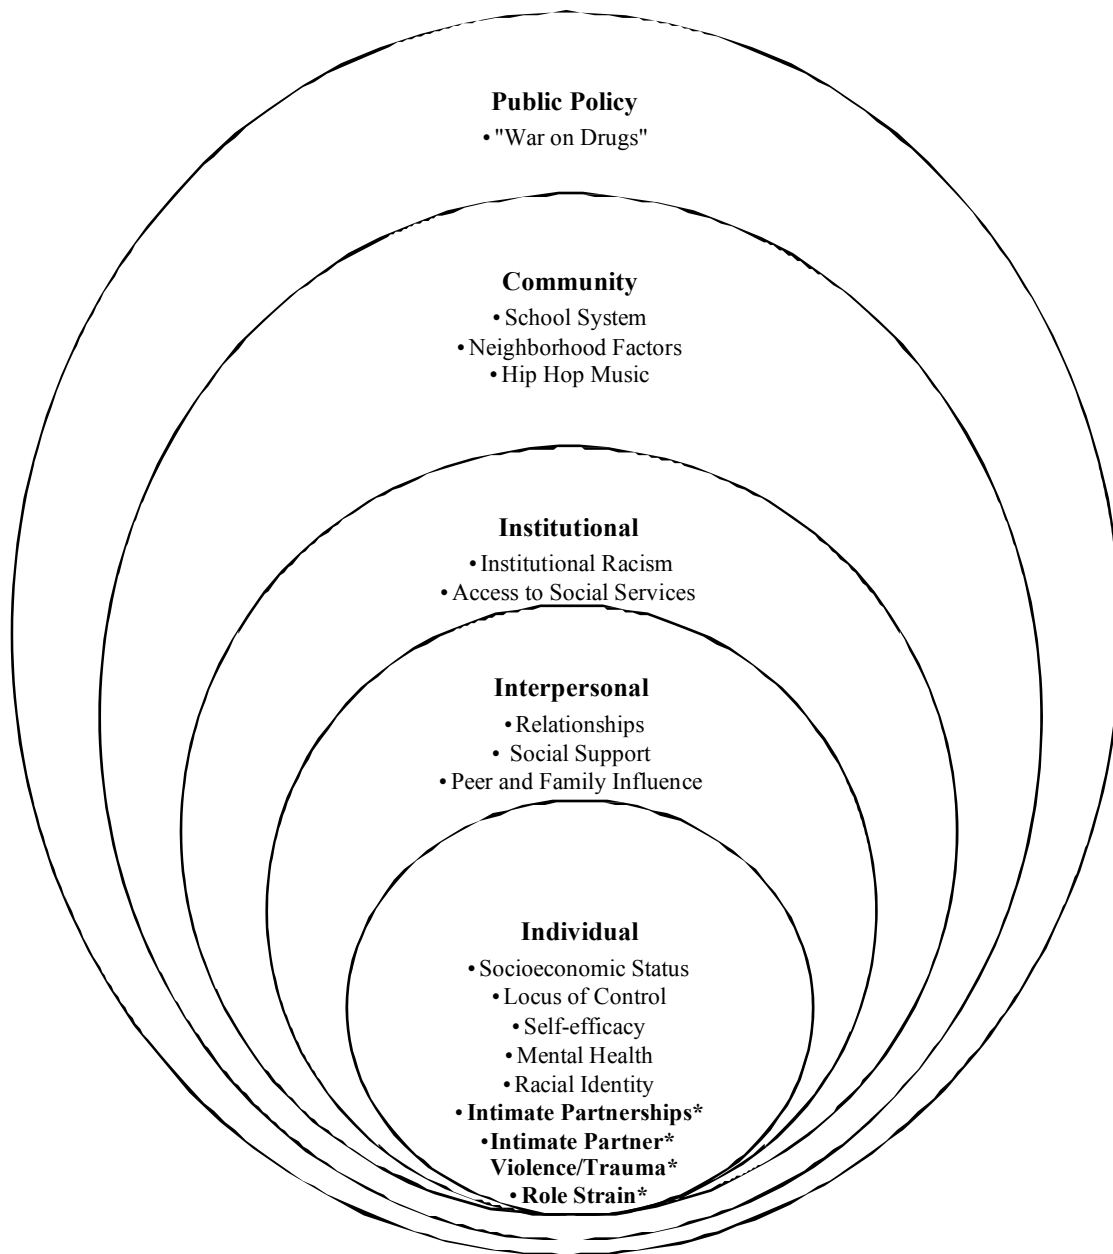 Public Policy
• "War on Drugs"
Community
• School System
• Neighborhood Factors
• Hip Hop Music
Institutional
• Institutional Racism
• Access to Social Services
Interpersonal
• Relationships
• Social Support
• Peer and Family Influence
Individual
• Socioeconomic Status
• Locus of Control
• Self-efficacy
• Mental Health
• Racial Identity
• Intimate Partnerships*
• Intimate Partner*
Violence/Trauma*
• Role Strain*